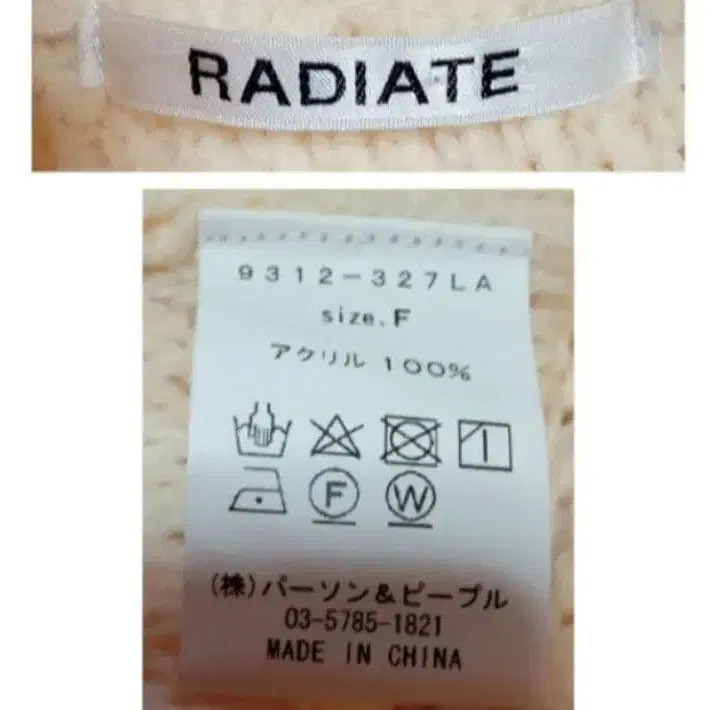 RADIATE
9312-327LA
size.F
アクリル 100%
F W
(株)パーソン&ピープル
03-5785-1821
MADE IN CHINA